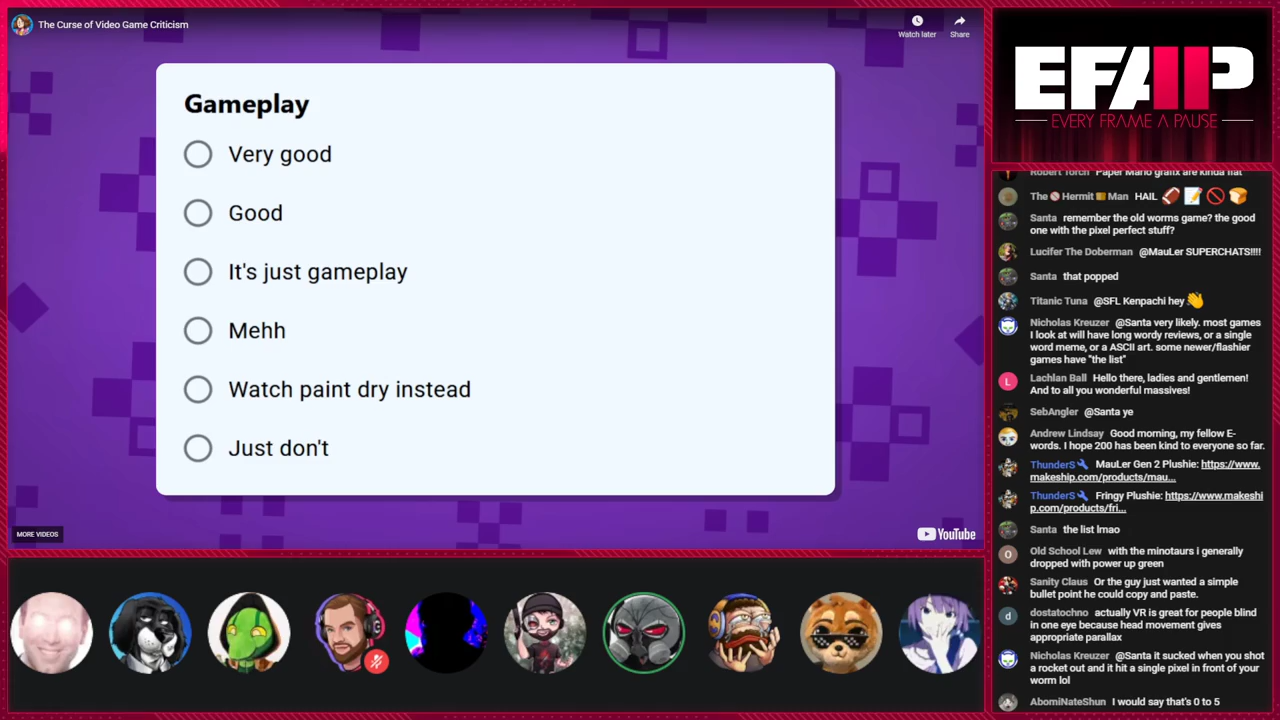 The Curse of Video Game Criticism
Watch later
Share
Gameplay
Very good
Good
It's just gameplay
Mehh
Watch paint dry instead
Just don't
MORE VIDEOS
YouTube
EFAP
EVERY FRAME A PAUSE
Robert Torch Paper Mario grafix are kinda flat
The Hermit Man HAIL
Santa remember the old worms game? the good
one with the pixel perfect stuff?
Lucifer The Doberman @MauLer SUPERCHATS!!!!
Santa that popped
Titanic Tuna @SFL Kenpachi hey
Nicholas Kreuzer @Santa very likely. most games
I look at will have long wordy reviews, or a single
word meme, or a ASCII art. some newer/flashier
games have "the list"
L
Lachlan Ball Hello there, ladies and gentlemen!
And to all you wonderful massives!
SebAngler @Santa ye
Andrew Lindsay Good morning, my fellow E-
words. I hope 200 has been kind to everyone so far.
ThunderS MauLer Gen 2 Plushie: https://www.
makeship.com/products/mau...
ThunderS Fringy Plushie: https://www.makeshi
p.com/products/fri...
Santa the list lmao
O
Old School Lew with the minotaurs i generally
dropped with power up green
Sanity Claus Or the guy just wanted a simple
bullet point he could copy and paste.
d
dostatochno actually VR is great for people blind
in one eye because head movement gives
appropriate parallax
Nicholas Kreuzer @Santa it sucked when you shot
a rocket out and it hit a single pixel in front of your
worm lol
AbomiNateShun I would say that's 0 to 5